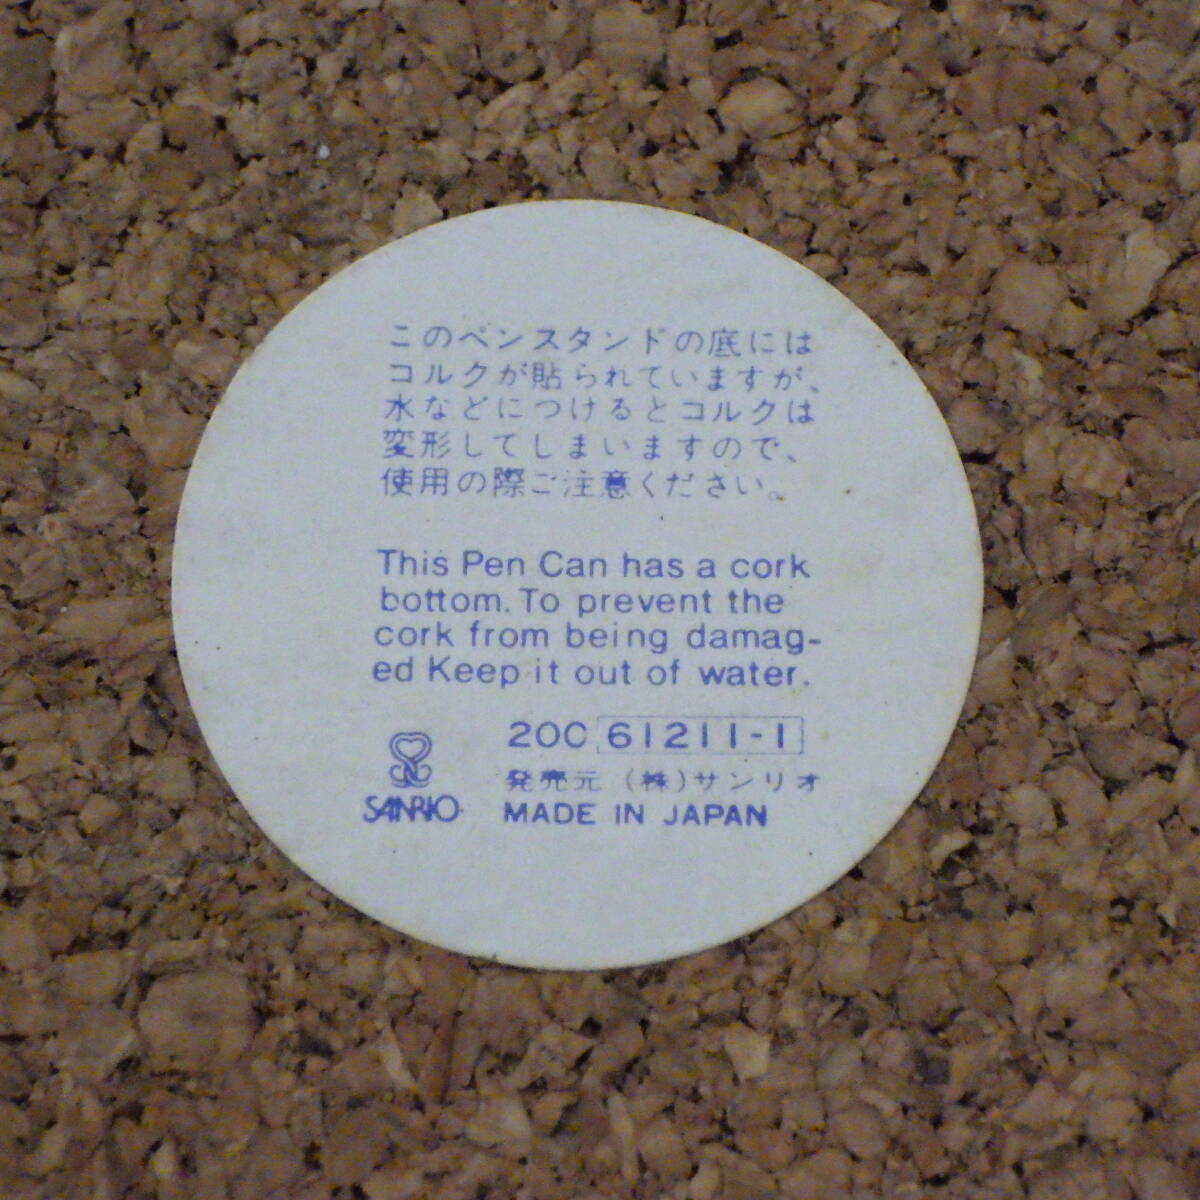 このペンスタンドの底には
コルクが貼られていますが、
水などにつけるとコルクは
変形してしまいますので、
使用の際ご注意ください。
This Pen Can has a cork
bottom. To prevent the
cork from being damag-
ed Keep it out of water.
20C 61211-1
発売元 (株)サンリオ
SANRIO
MADE IN JAPAN